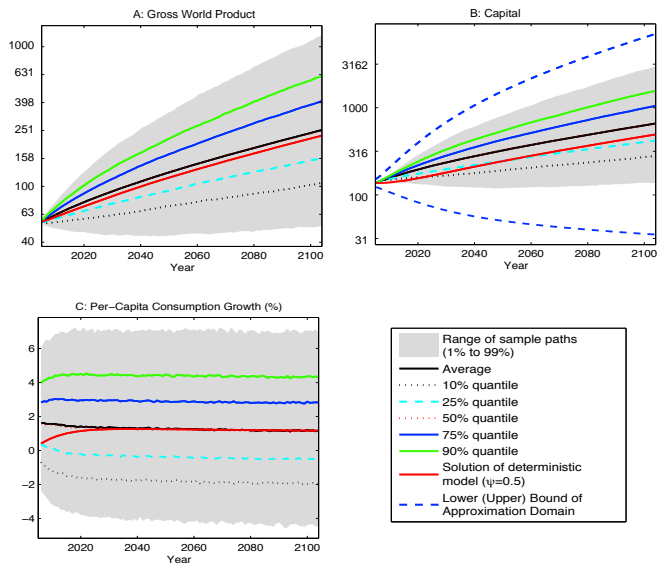 A: Gross World Product
1000
631
398
251
158
100
63
40
2020 2040 2060 2080 2100
Year
B: Capital
3162
1000
316
100
31
2020 2040 2060 2080 2100
Year
C: Per−Capita Consumption Growth (%)
6
4
2
0
−2
−4
2020 2040 2060 2080 2100
Year
Range of sample paths
(1% to 99%)
Average
10% quantile
25% quantile
50% quantile
75% quantile
90% quantile
Solution of deterministic
model (ψ=0.5)
Lower (Upper) Bound of
Approximation Domain